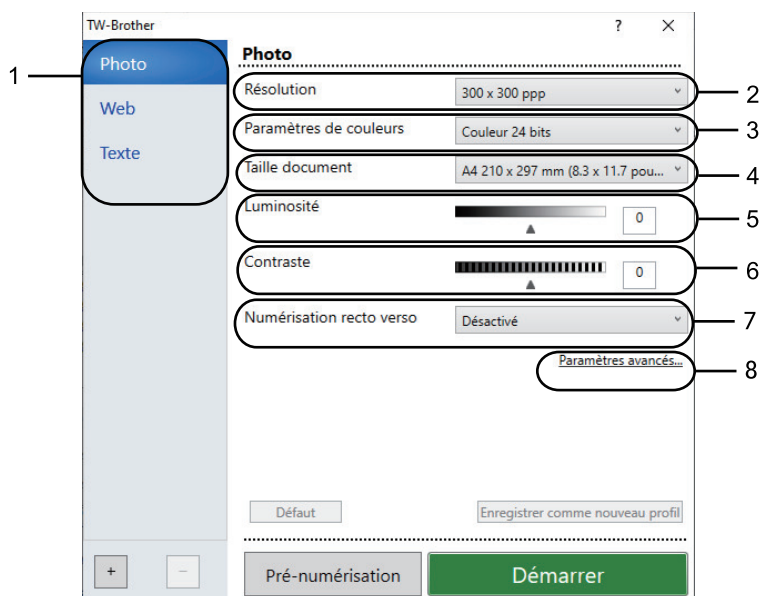 TW-Brother ? ×
Photo
Web
Texte
Photo
Résolution 300 x 300 ppp
Paramètres de couleurs Couleur 24 bits
Taille document A4 210 x 297 mm (8.3 x 11.7 pou...
Luminosité 0
Contraste 0
Numérisation recto verso Désactivé
Paramètres avancés...
Défaut Enregistrer comme nouveau profil
+ − Pré-numérisation Démarrer
1
2
3
4
5
6
7
8